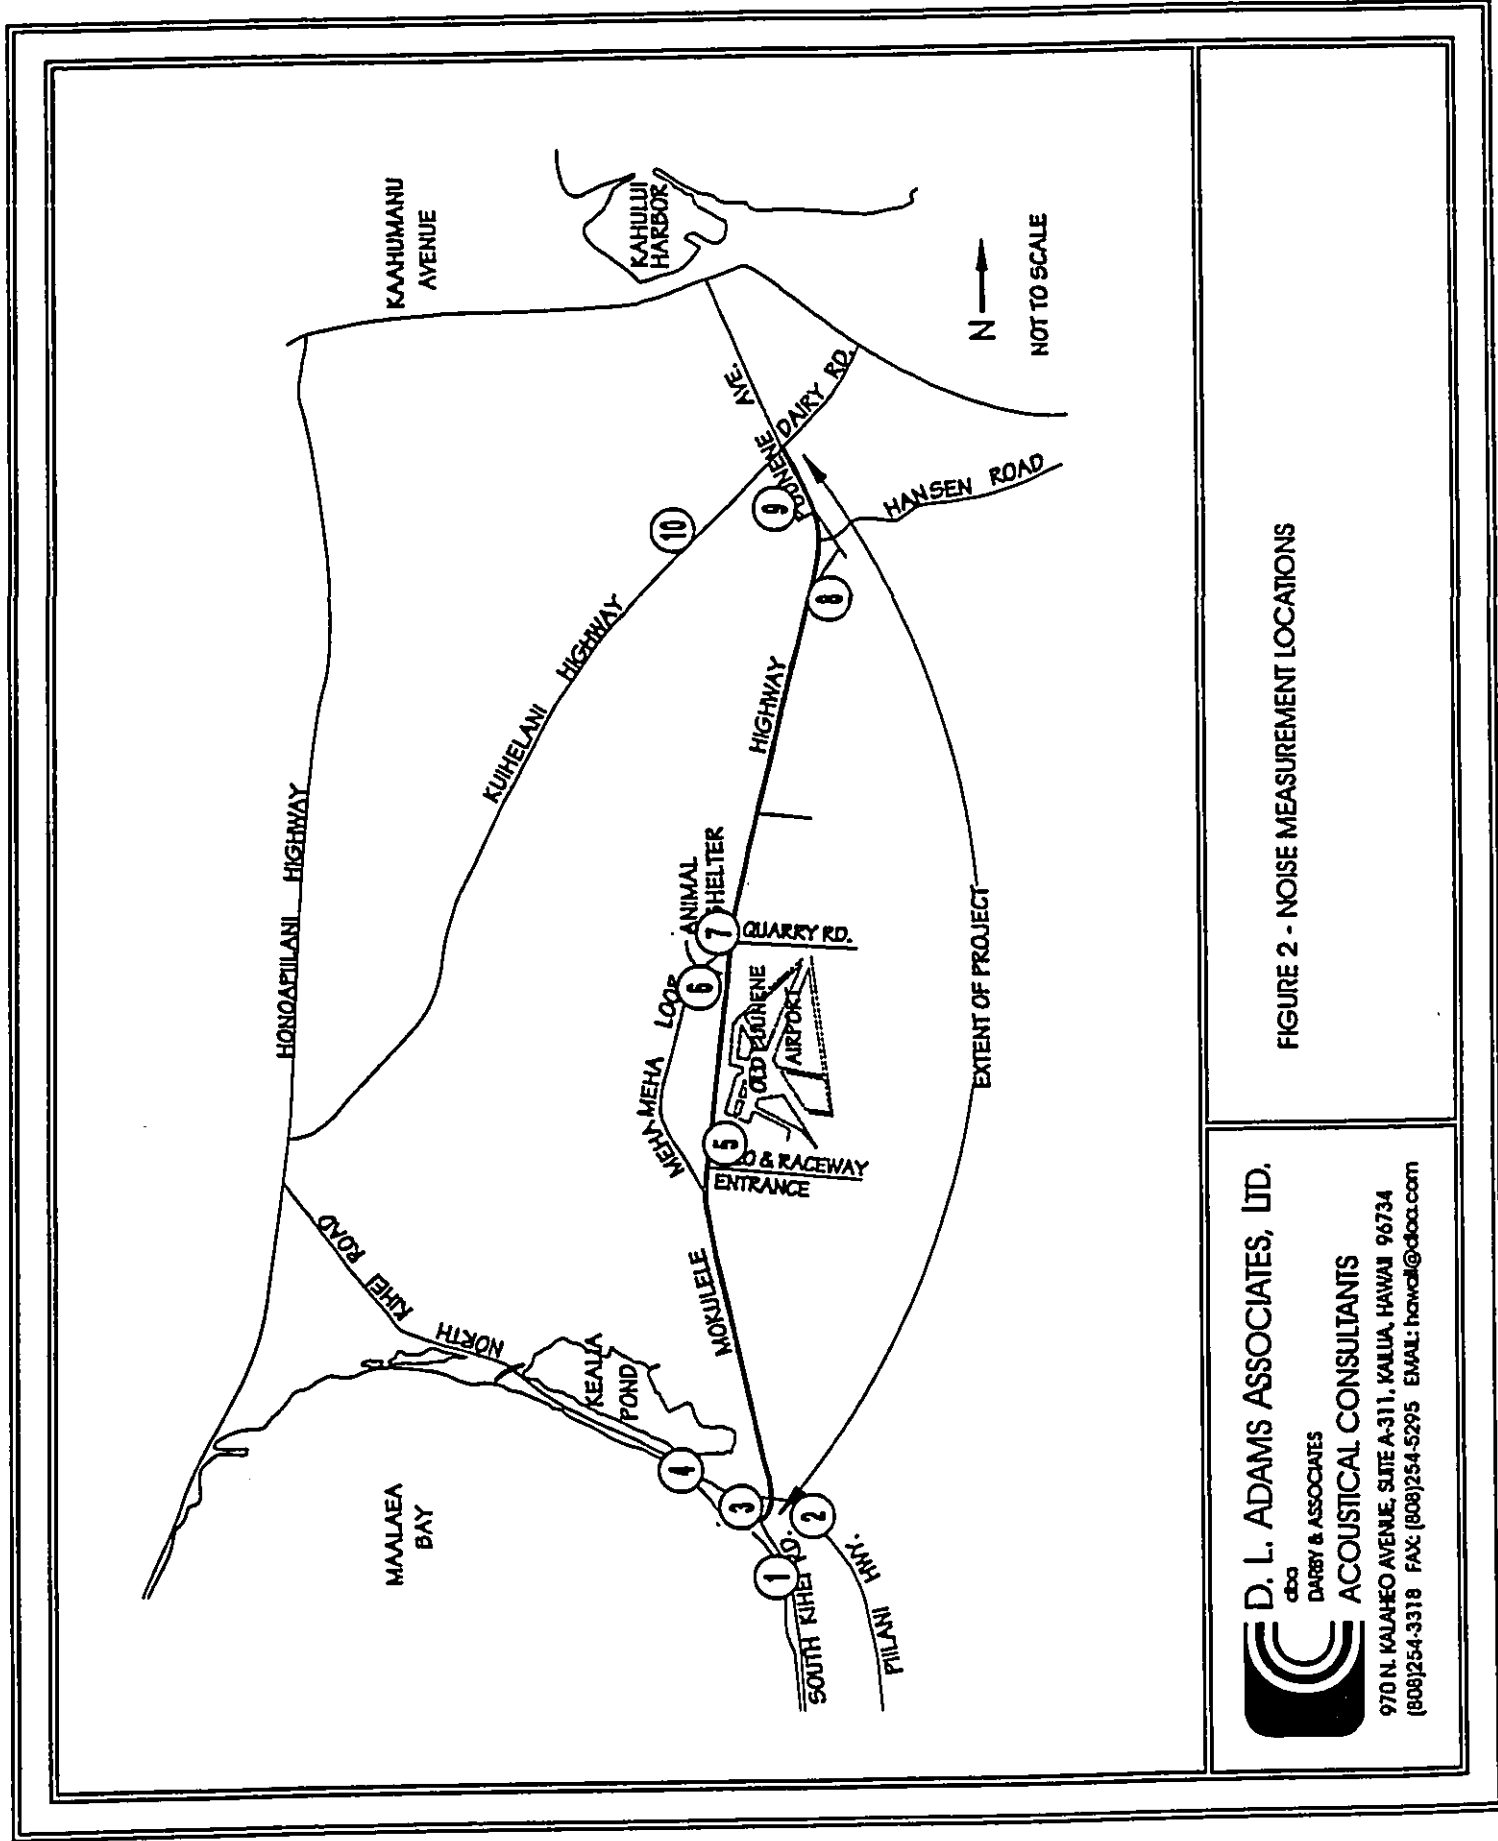 KAAHUMANU
AVENUE
KAHULUI
HARBOR
N
NOT TO SCALE
HONOAPIILANI HIGHWAY
KUIHELANI HIGHWAY
PUUNENE AVE.
DAIRY RD.
HANSEN ROAD
10
9
8
HIGHWAY
ANIMAL
SHELTER
7
QUARRY RD.
6
MEHA MEHA LOOP
OLD PUUNENE
AIRPORT
5
& RACEWAY
ENTRANCE
MOKULELE
EXTENT OF PROJECT
NORTH KIHEI ROAD
KEALIA
POND
MAALAEA
BAY
4
3
2
1
SOUTH KIHEI RD.
PIILANI HWY.
D. L. ADAMS ASSOCIATES, LTD.
dba
DARBY & ASSOCIATES
ACOUSTICAL CONSULTANTS
970 N. KALAHEO AVENUE, SUITE A-311, KAILUA, HAWAII 96734
(808)254-3318 FAX: (808)254-5295 EMAIL: hawaii@dlaa.com
FIGURE 2 - NOISE MEASUREMENT LOCATIONS